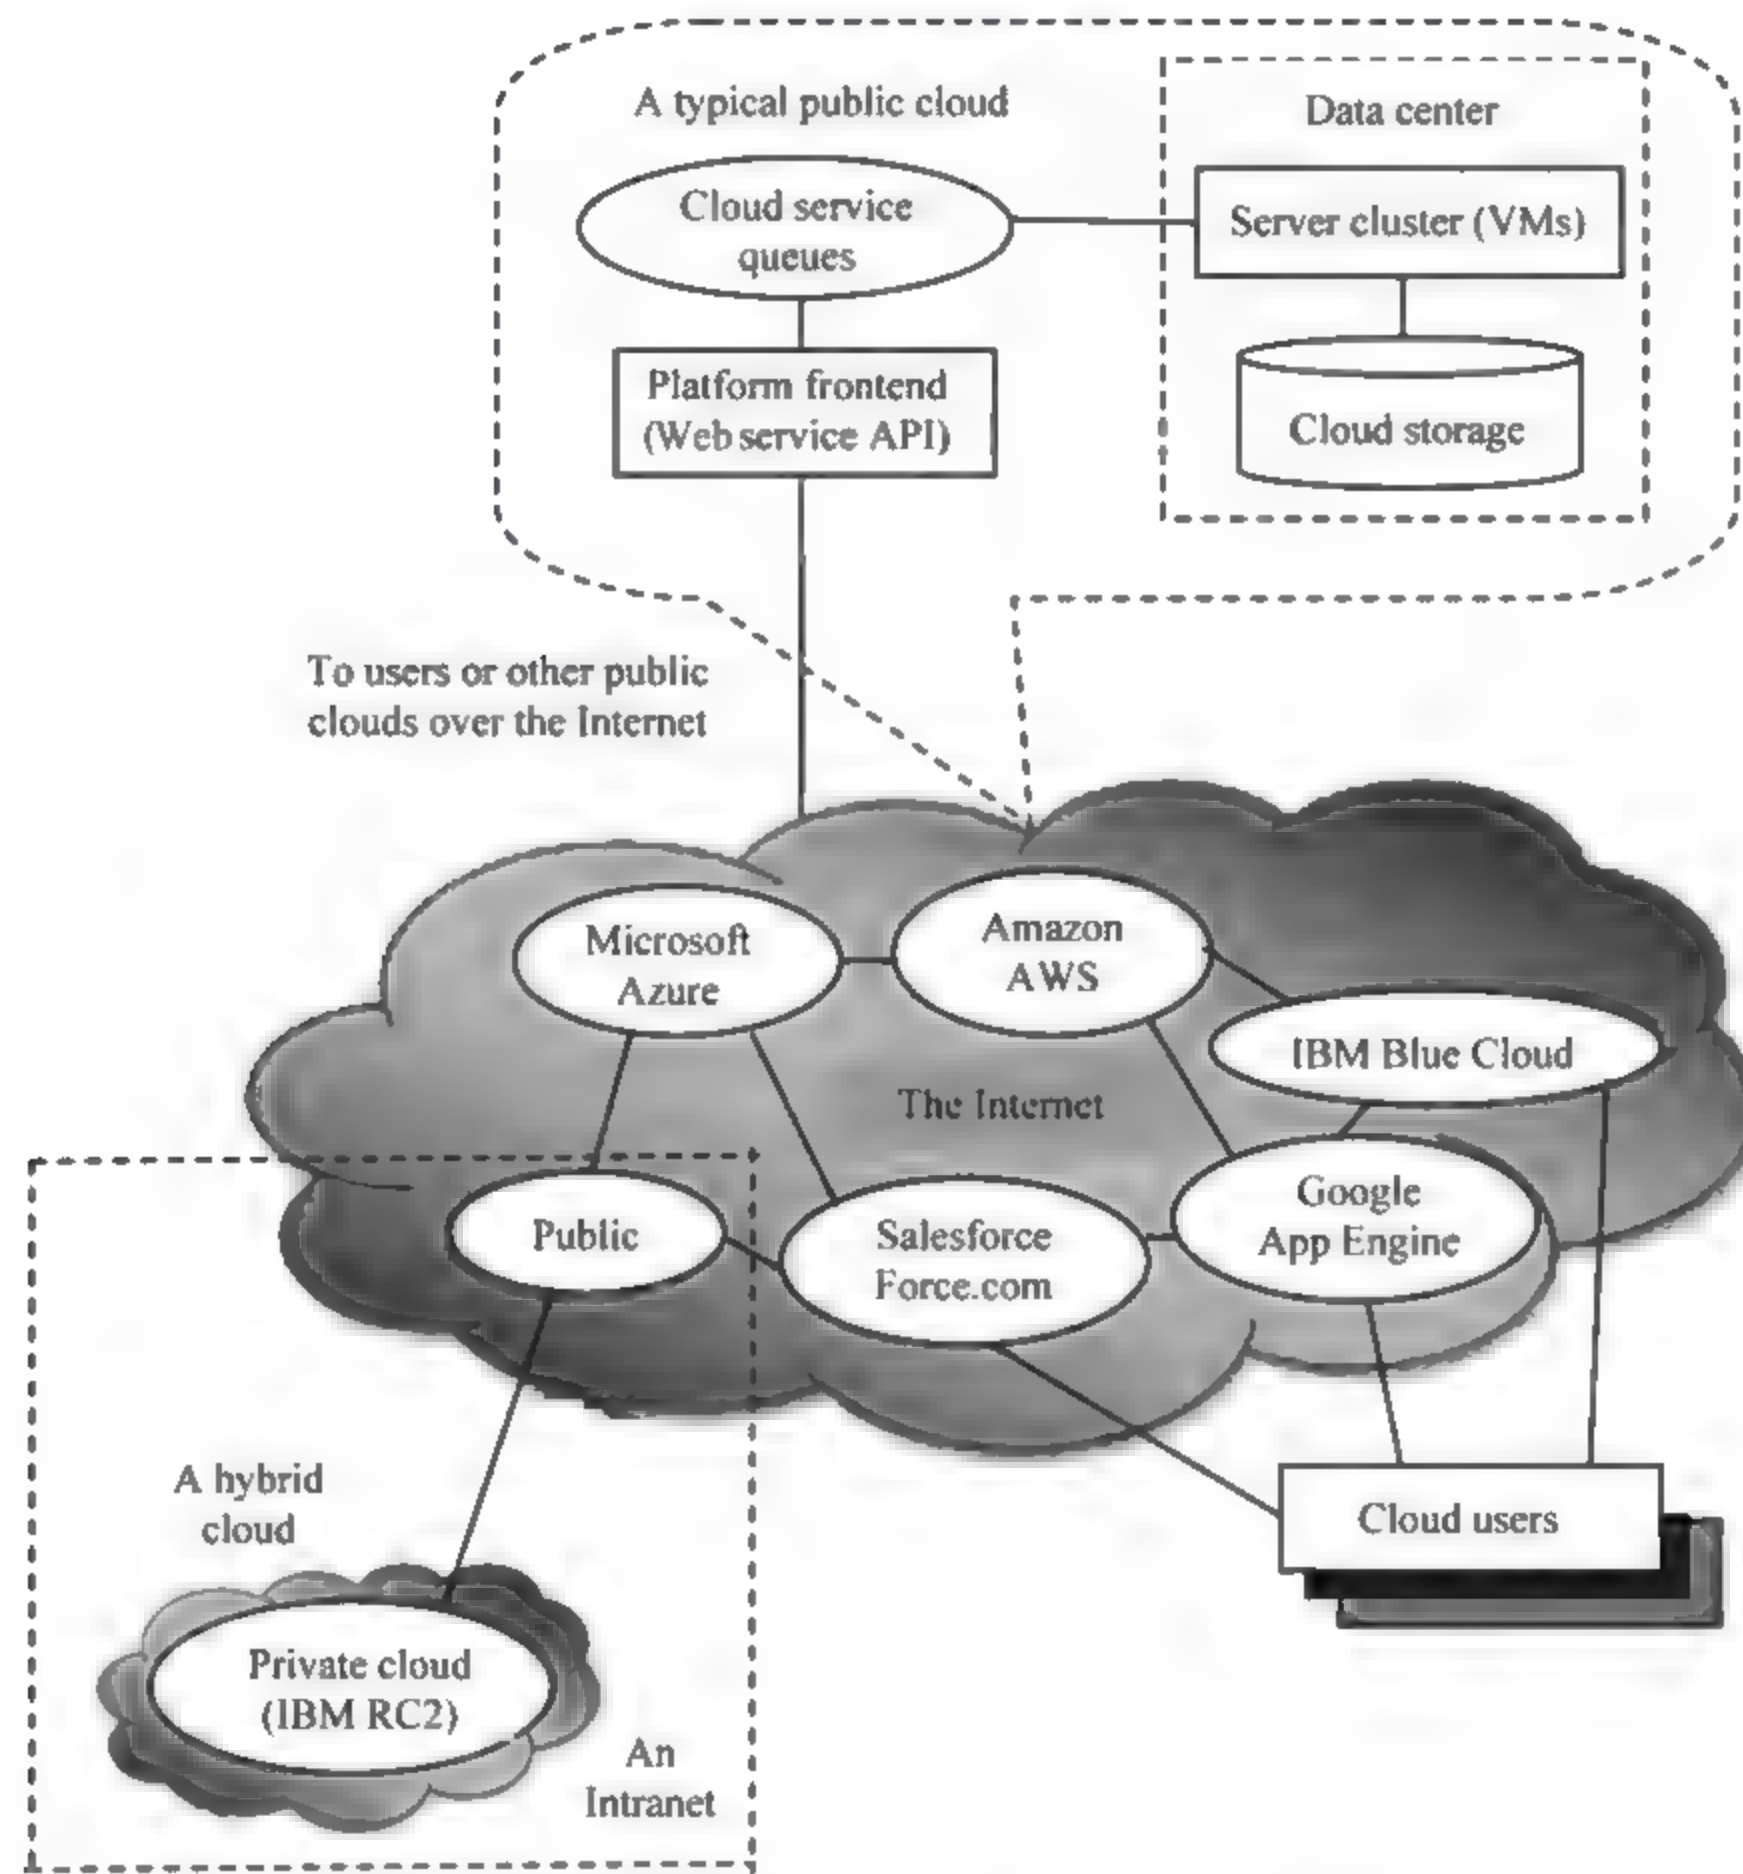 A typical public cloud
Data center
Cloud service
queues
Server cluster (VMs)
Platform frontend
(Web service API)
Cloud storage
To users or other public
clouds over the Internet
Microsoft
Azure
Amazon
AWS
IBM Blue Cloud
The Internet
Public
Salesforce
Force.com
Google
App Engine
A hybrid
cloud
Cloud users
Private cloud
(IBM RC2)
An
Intranet